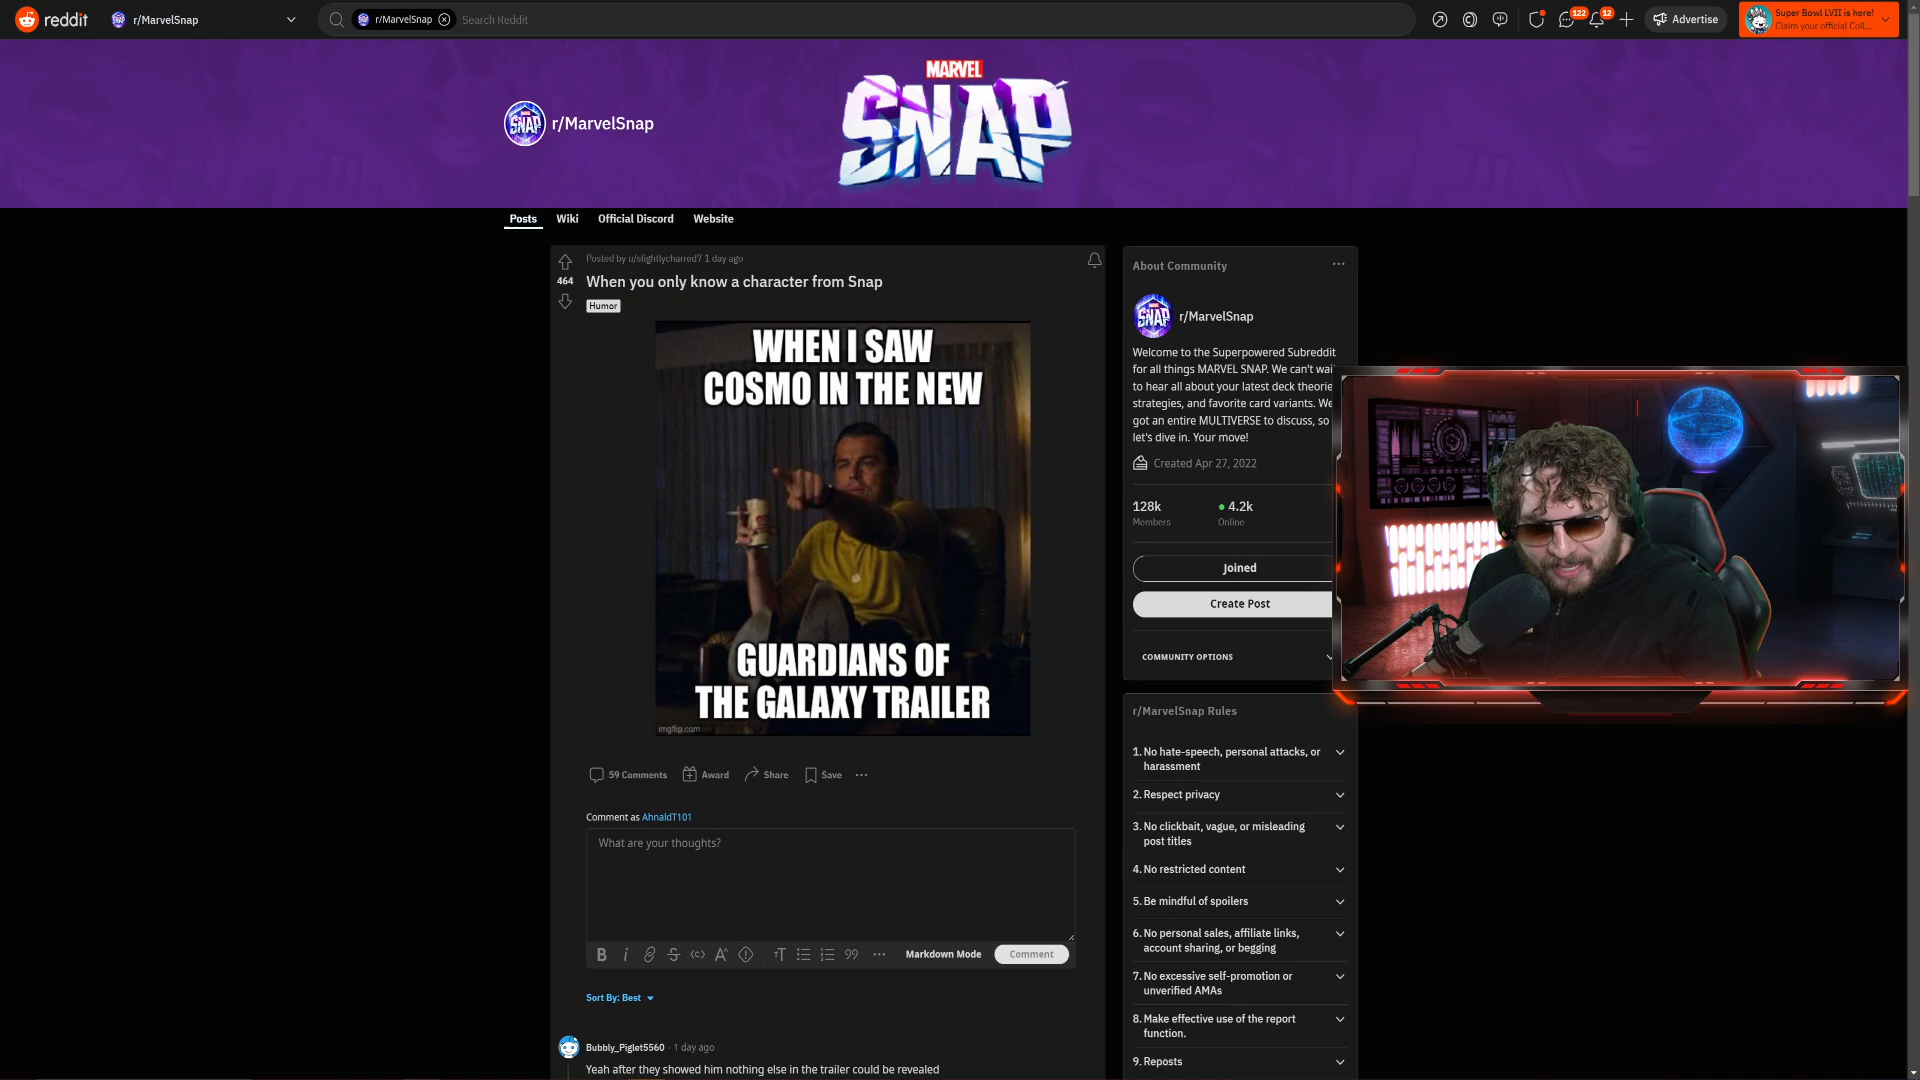 reddit
r/MarvelSnap
r/MarvelSnap
Search Reddit
122
12
Advertise
Super Bowl LVII is here!
Claim your official Coll...
SNAP
r/MarvelSnap
MARVEL
SNAP
Posts
Wiki
Official Discord
Website
Posted by u/slightlycharred7 1 day ago
464
When you only know a character from Snap
Humor
WHEN I SAW
COSMO IN THE NEW
GUARDIANS OF
THE GALAXY TRAILER
imgflip.com
59 Comments
Award
Share
Save
Comment as AhnaldT101
What are your thoughts?
Markdown Mode
Comment
Sort By: Best
Bubbly_Piglet5560 · 1 day ago
Yeah after they showed him nothing else in the trailer could be revealed
About Community
SNAP
r/MarvelSnap
Welcome to the Superpowered Subreddit
for all things MARVEL SNAP. We can't wai
to hear all about your latest deck theorie
strategies, and favorite card variants. We
got an entire MULTIVERSE to discuss, so
let's dive in. Your move!
Created Apr 27, 2022
128k
Members
4.2k
Online
Joined
Create Post
COMMUNITY OPTIONS
r/MarvelSnap Rules
1. No hate-speech, personal attacks, or
harassment
2. Respect privacy
3. No clickbait, vague, or misleading
post titles
4. No restricted content
5. Be mindful of spoilers
6. No personal sales, affiliate links,
account sharing, or begging
7. No excessive self-promotion or
unverified AMAs
8. Make effective use of the report
function.
9. Reposts